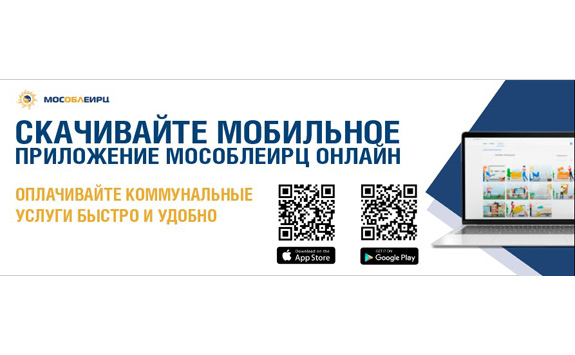 МОСОБЛЕИРЦ
СКАЧИВАЙТЕ МОБИЛЬНОЕ
ПРИЛОЖЕНИЕ МОСОБЛЕИРЦ ОНЛАЙН
ОПЛАЧИВАЙТЕ КОММУНАЛЬНЫЕ
УСЛУГИ БЫСТРО И УДОБНО
Download on the
App Store
GET IT ON
Google Play